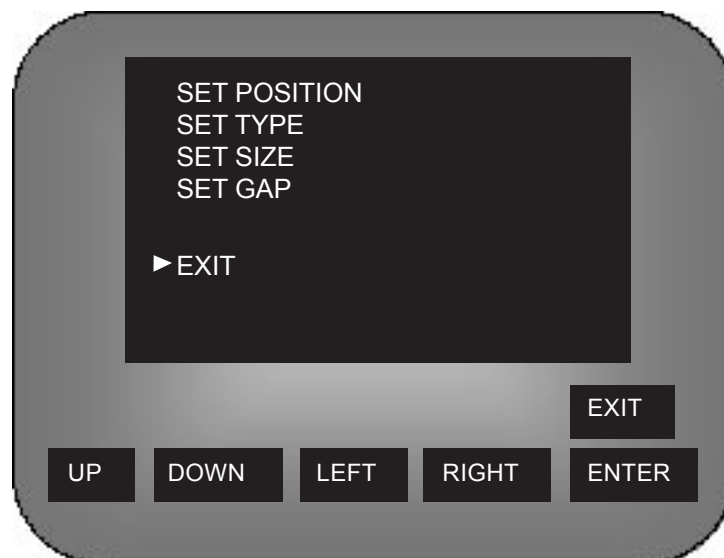 SET POSITION
SET TYPE
SET SIZE
SET GAP
►EXIT
EXIT
UP DOWN LEFT RIGHT ENTER